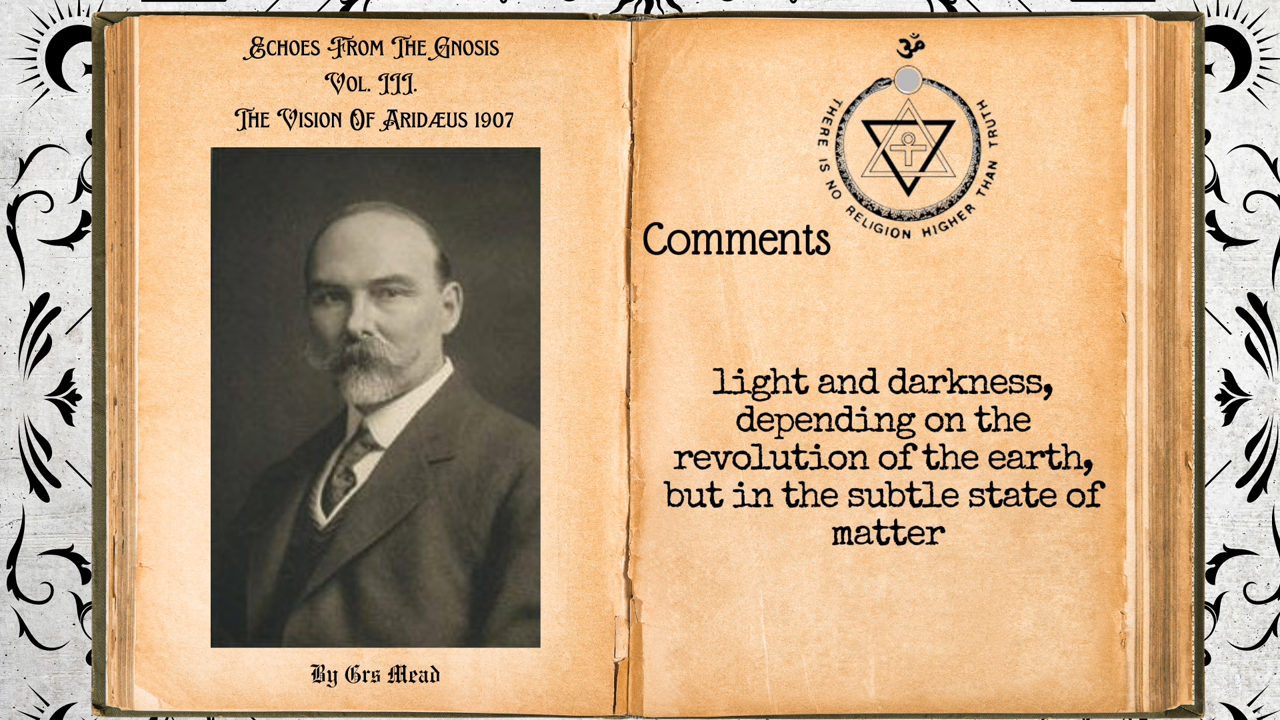 Echoes From The Gnosis
Vol. III.
The Vision Of Aridæus 1907
By Grs Mead
ॐ
THERE IS NO RELIGION HIGHER THAN TRUTH
Comments
light and darkness,
depending on the
revolution of the earth,
but in the subtle state of
matter